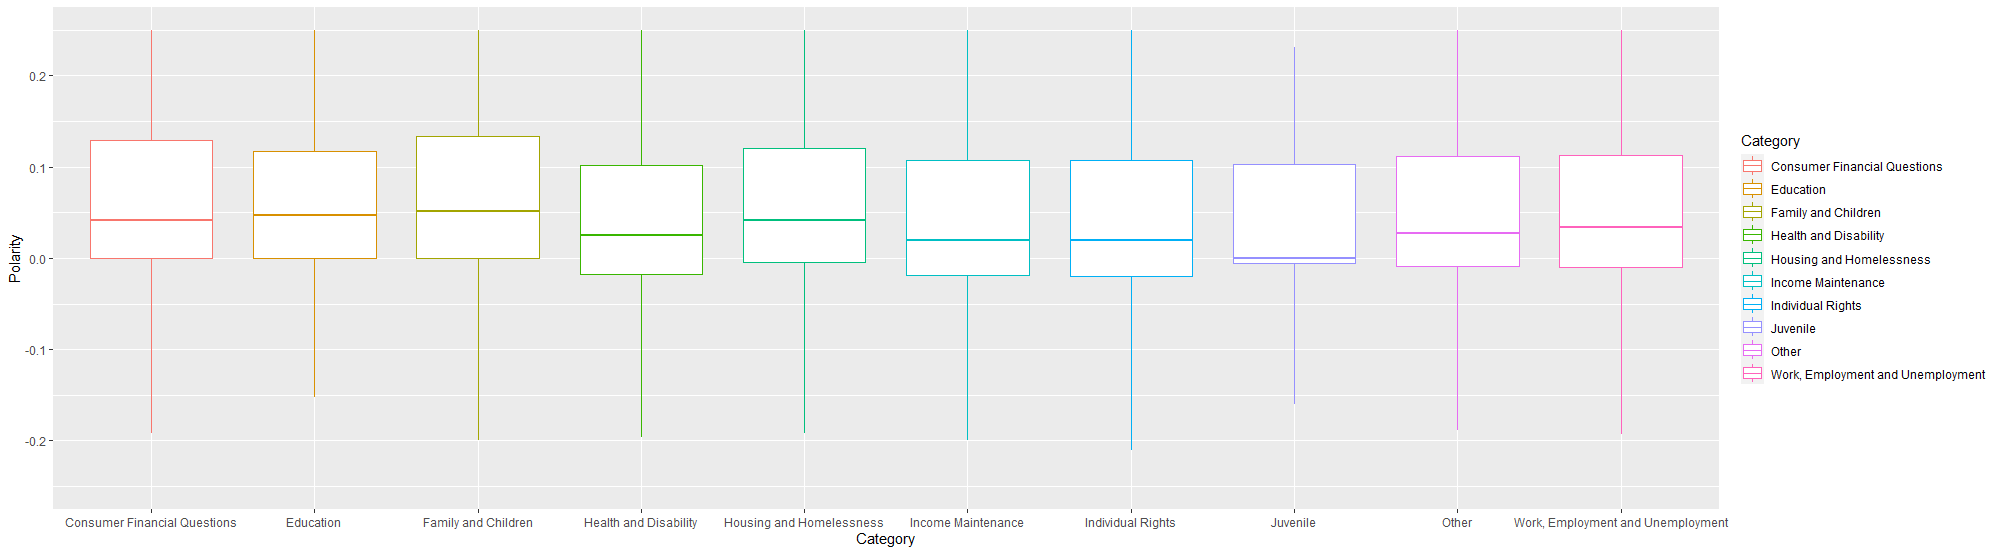 Polarity
0.2
0.1
0.0
-0.1
-0.2
Consumer Financial Questions
Education
Family and Children
Health and Disability
Housing and Homelessness
Income Maintenance
Individual Rights
Juvenile
Other
Work, Employment and Unemployment
Category
Category
Consumer Financial Questions
Education
Family and Children
Health and Disability
Housing and Homelessness
Income Maintenance
Individual Rights
Juvenile
Other
Work, Employment and Unemployment